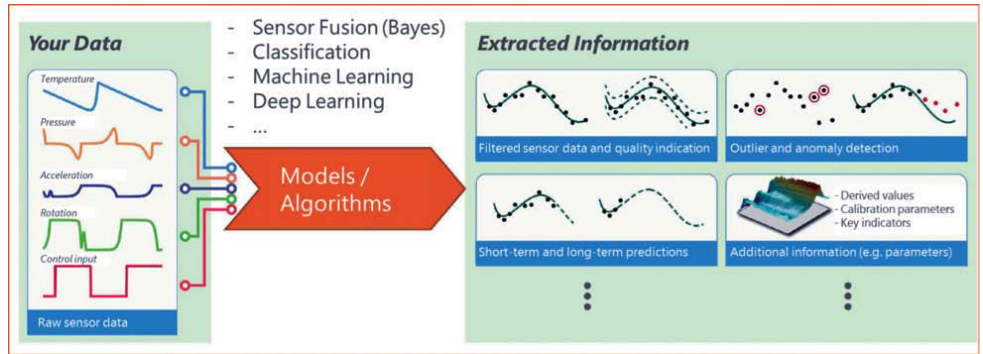 Your Data
Temperature
Pressure
Acceleration
Rotation
Control input
Raw sensor data
- Sensor Fusion (Bayes)
- Classification
- Machine Learning
- Deep Learning
- ...
Models /
Algorithms
Extracted Information
Filtered sensor data and quality indication
Outlier and anomaly detection
Short-term and long-term predictions
- Derived values
- Calibration parameters
- Key indicators
Additional information (e.g. parameters)